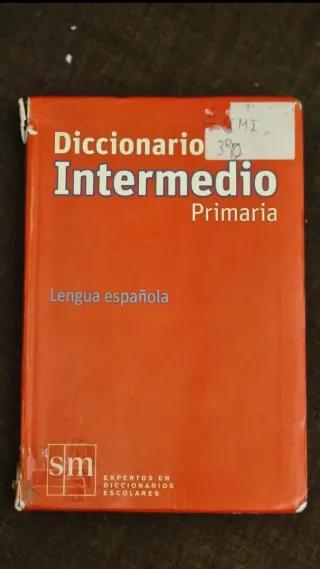 Diccionario
Intermedio
Primaria
Lengua española
sm
EXPERTOS EN
DICCIONARIOS
ESCOLARES